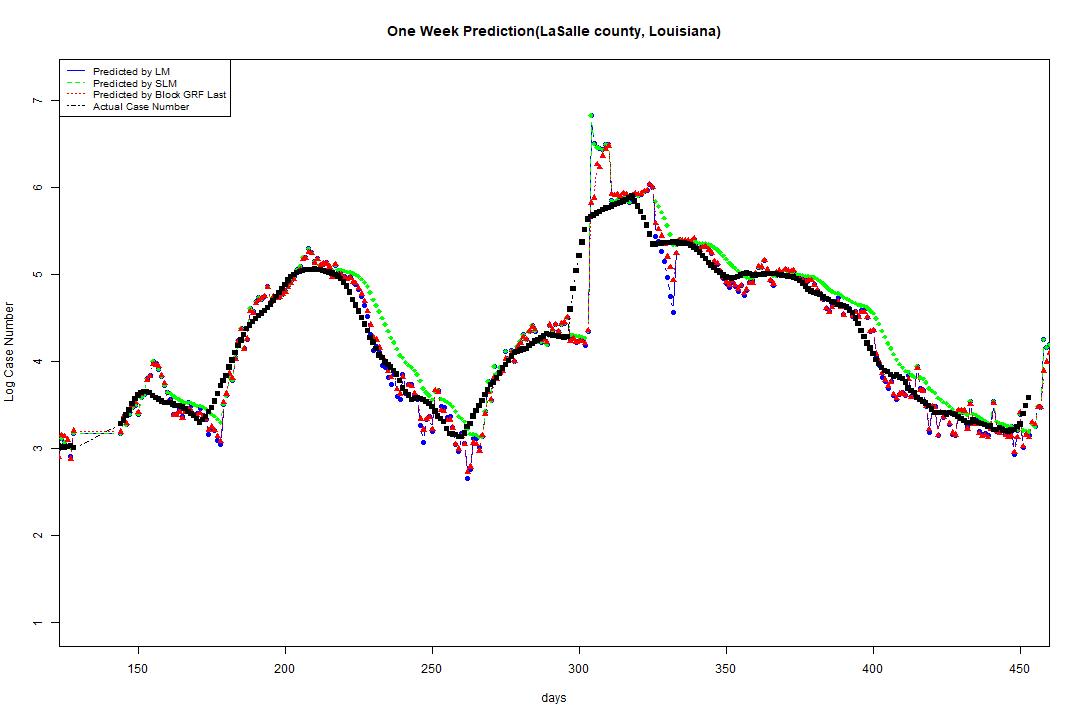 One Week Prediction(LaSalle county, Louisiana)
Predicted by LM
Predicted by SLM
Predicted by Block GRF Last
Actual Case Number
Log Case Number
7
6
5
4
3
2
1
150 200 250 300 350 400 450
days